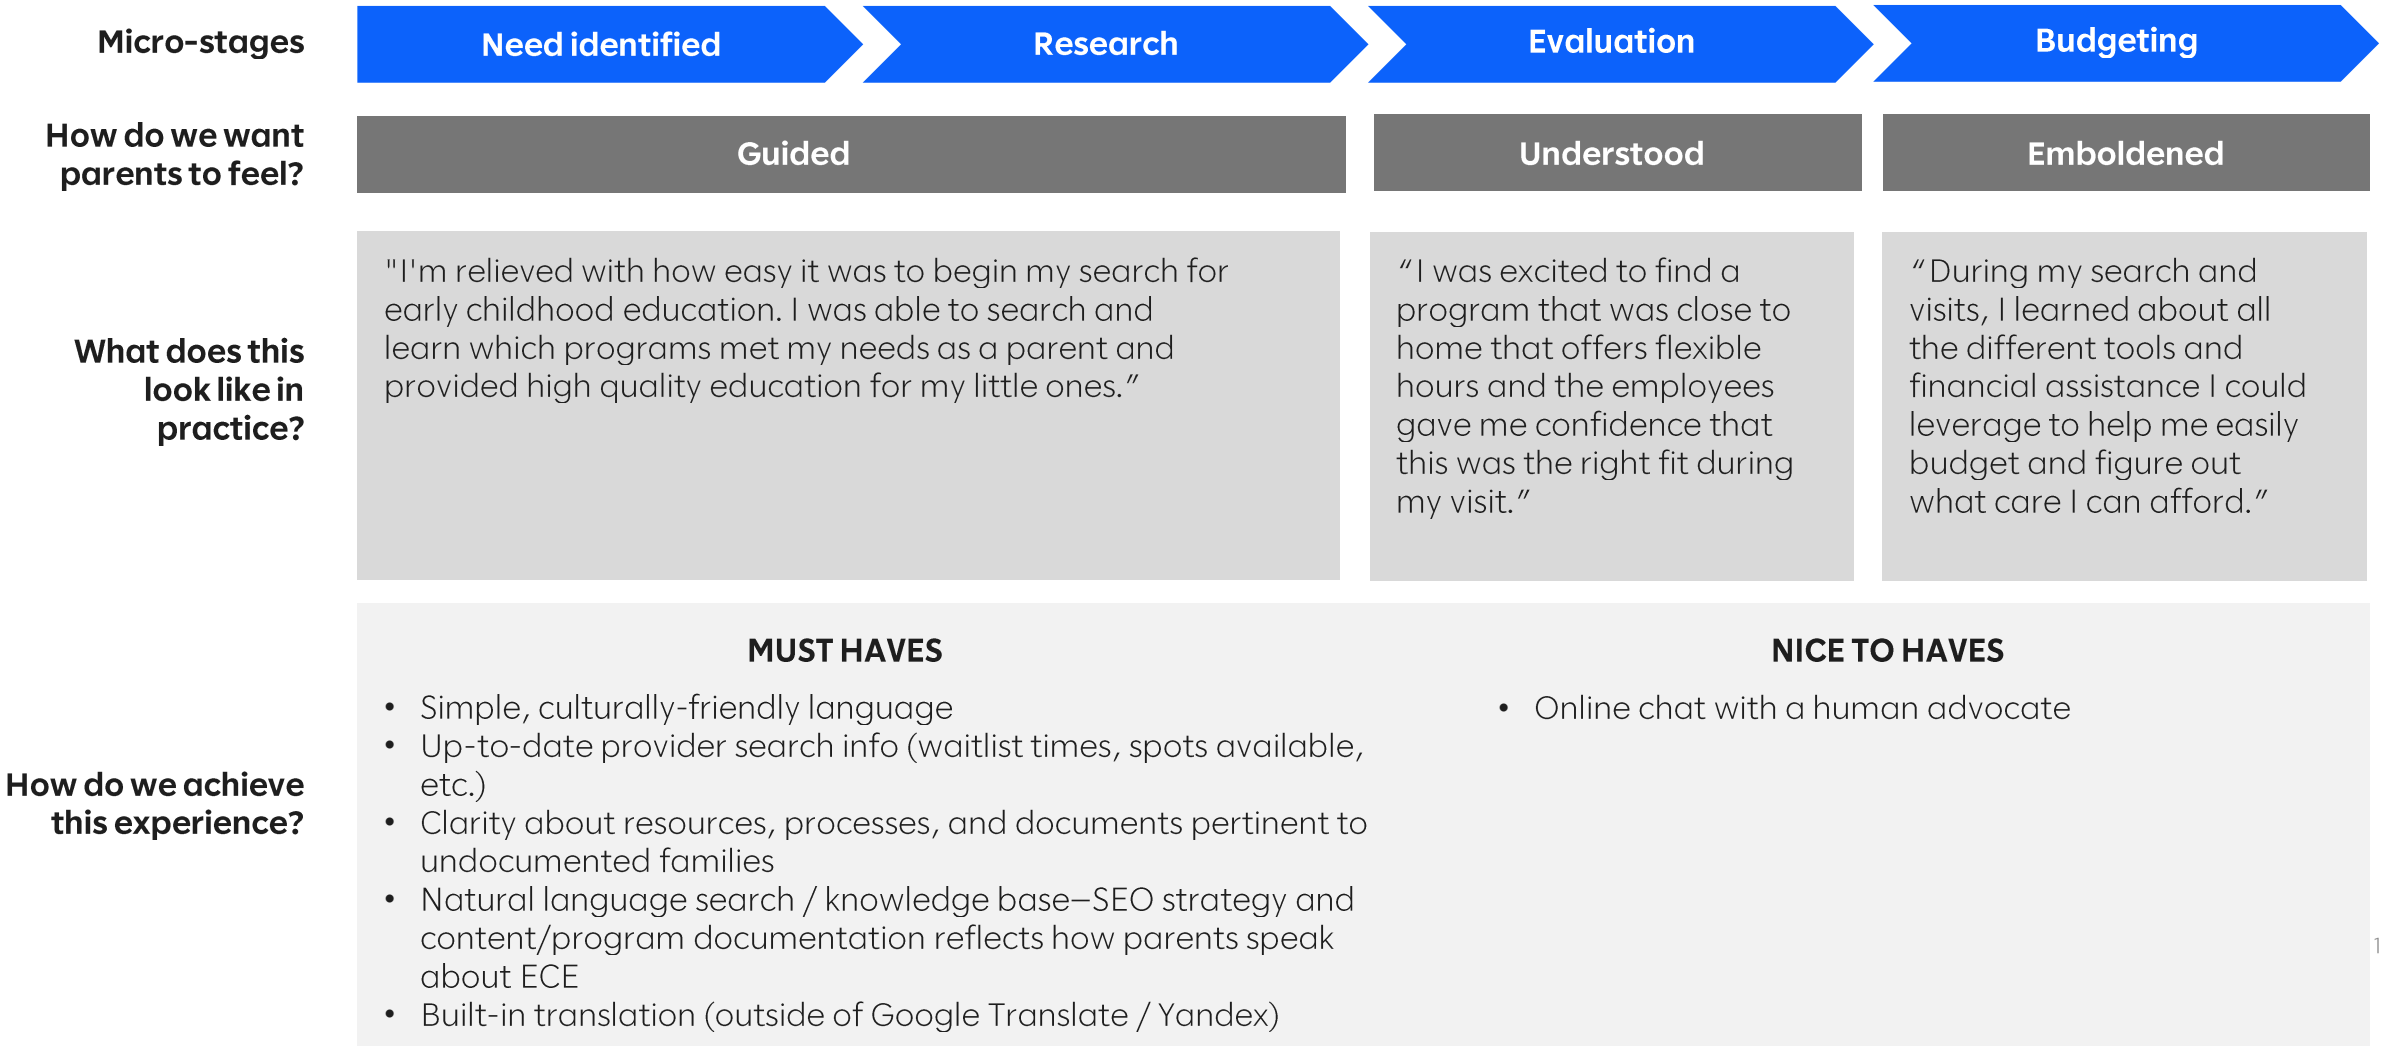 Micro-stages
Need identified
Research
Evaluation
Budgeting
How do we want
parents to feel?
Guided
Understood
Emboldened
What does this
look like in
practice?
"I'm relieved with how easy it was to begin my search for
early childhood education. I was able to search and
learn which programs met my needs as a parent and
provided high quality education for my little ones.”
“I was excited to find a
program that was close to
home that offers flexible
hours and the employees
gave me confidence that
this was the right fit during
my visit.”
“During my search and
visits, I learned about all
the different tools and
financial assistance I could
leverage to help me easily
budget and figure out
what care I can afford.”
How do we achieve
this experience?
MUST HAVES
• Simple, culturally-friendly language
• Up-to-date provider search info (waitlist times, spots available,
etc.)
• Clarity about resources, processes, and documents pertinent to
undocumented families
• Natural language search / knowledge base—SEO strategy and
content/program documentation reflects how parents speak
about ECE
• Built-in translation (outside of Google Translate / Yandex)
NICE TO HAVES
• Online chat with a human advocate
1